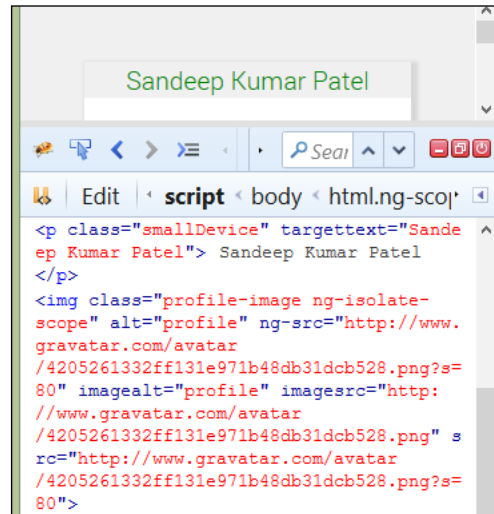 Sandeep Kumar Patel
Sear
Edit script < body < html.ng-scop
<p class="smallDevice" targettext="Sande
ep Kumar Patel"> Sandeep Kumar Patel
</p>
<img class="profile-image ng-isolate-
scope" alt="profile" ng-src="http://www.
gravatar.com/avatar
/4205261332ff131e971b48db31dcb528.png?s=
80" imagealt="profile" imagesrc="http:
//www.gravatar.com/avatar
/4205261332ff131e971b48db31dcb528.png" s
rc="http://www.gravatar.com/avatar
/4205261332ff131e971b48db31dcb528.png?s=
80">